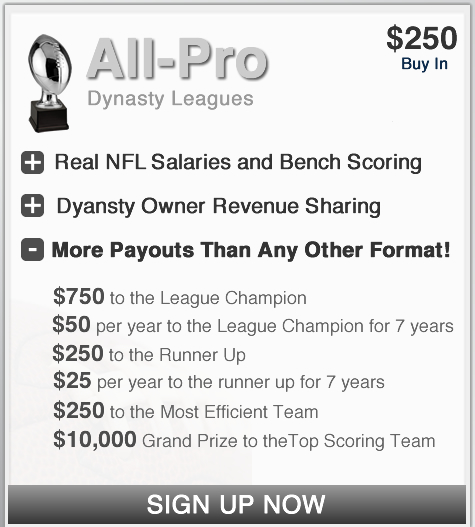 All-Pro
Dynasty Leagues
$250
Buy In
+ Real NFL Salaries and Bench Scoring
+ Dyansty Owner Revenue Sharing
- More Payouts Than Any Other Format!
$750 to the League Champion
$50 per year to the League Champion for 7 years
$250 to the Runner Up
$25 per year to the runner up for 7 years
$250 to the Most Efficient Team
$10,000 Grand Prize to theTop Scoring Team
SIGN UP NOW